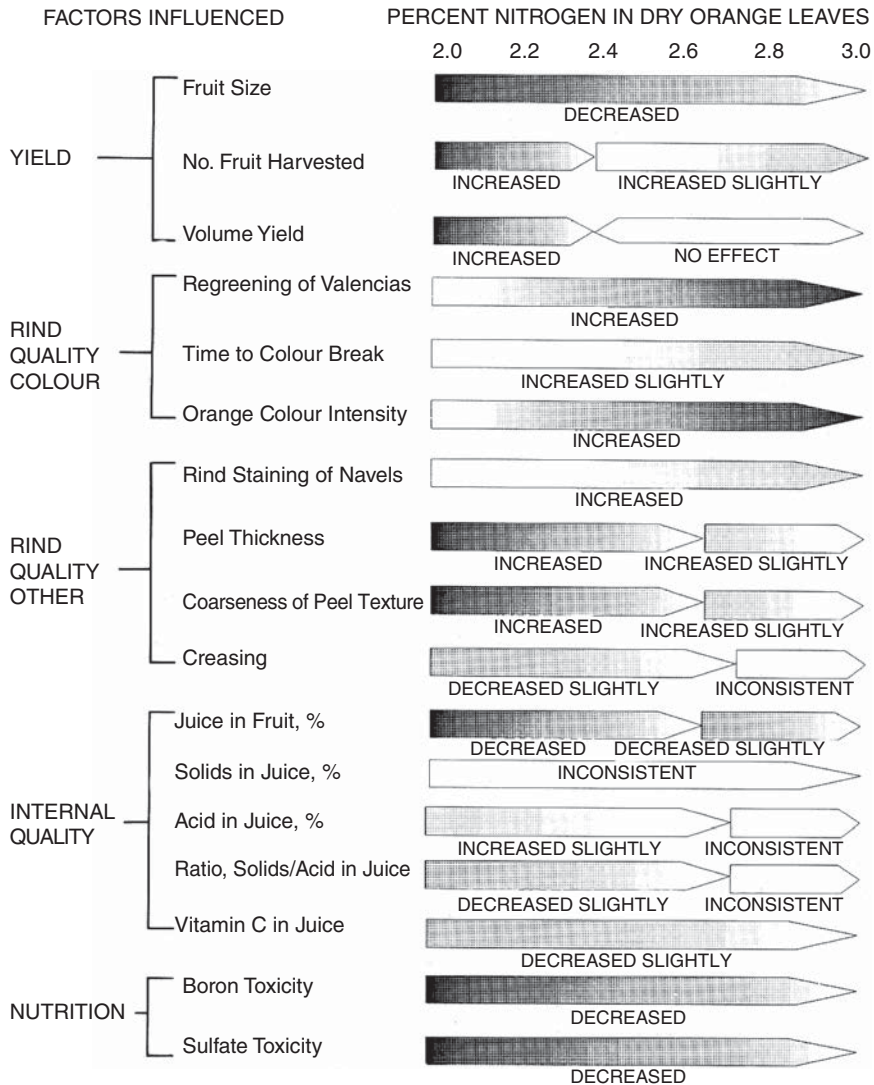 FACTORS INFLUENCED PERCENT NITROGEN IN DRY ORANGE LEAVES
2.0 2.2 2.4 2.6 2.8 3.0
YIELD
Fruit Size
DECREASED
No. Fruit Harvested
INCREASED INCREASED SLIGHTLY
Volume Yield
INCREASED NO EFFECT
RIND
QUALITY
COLOUR
Regreening of Valencias
INCREASED
Time to Colour Break
INCREASED SLIGHTLY
Orange Colour Intensity
INCREASED
RIND
QUALITY
OTHER
Rind Staining of Navels
INCREASED
Peel Thickness
INCREASED INCREASED SLIGHTLY
Coarseness of Peel Texture
INCREASED INCREASED SLIGHTLY
Creasing
DECREASED SLIGHTLY INCONSISTENT
INTERNAL
QUALITY
Juice in Fruit, %
DECREASED DECREASED SLIGHTLY
Solids in Juice, %
INCONSISTENT
Acid in Juice, %
INCREASED SLIGHTLY INCONSISTENT
Ratio, Solids/Acid in Juice
DECREASED SLIGHTLY INCONSISTENT
Vitamin C in Juice
DECREASED SLIGHTLY
NUTRITION
Boron Toxicity
DECREASED
Sulfate Toxicity
DECREASED